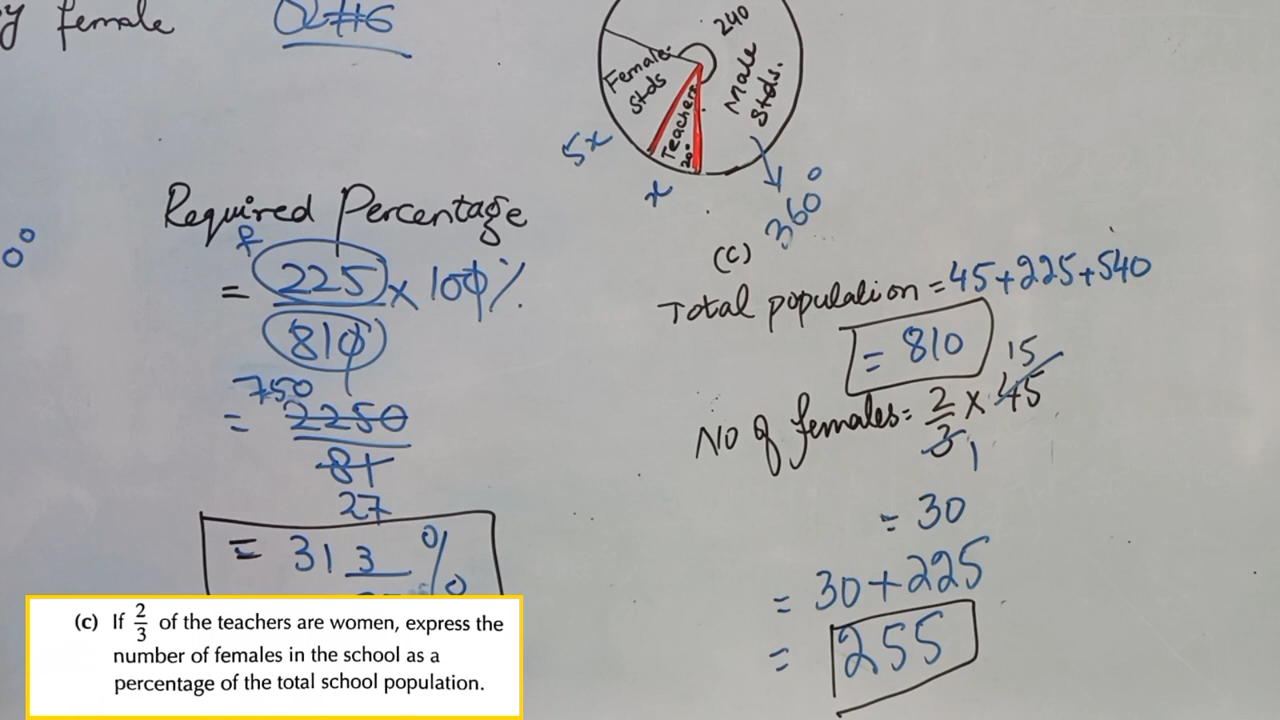 y female Q#6
240
Male Stds.
Female Stds
Teachers
20°
5x
x
360°
0°
Required Percentage
f
= 225 × 100%
810
750
= 2250
81
27
= 31 3 %
(c)
Total population = 45+225+540
= 810
15
No of females = 2/3 × 45
1
= 30
= 30+225
= 255
(c) If 2/3 of the teachers are women, express the
number of females in the school as a
percentage of the total school population.